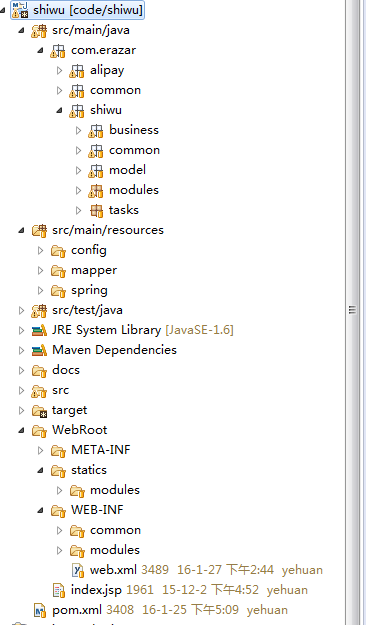 shiwu [code/shiwu]
src/main/java
com.erazar
alipay
common
shiwu
business
common
model
modules
tasks
src/main/resources
config
mapper
spring
src/test/java
JRE System Library [JavaSE-1.6]
Maven Dependencies
docs
src
target
WebRoot
META-INF
statics
modules
WEB-INF
common
modules
web.xml 3489 16-1-27 下午2:44 yehuan
index.jsp 1961 15-12-2 下午4:52 yehuan
pom.xml 3408 16-1-25 下午5:09 yehuan